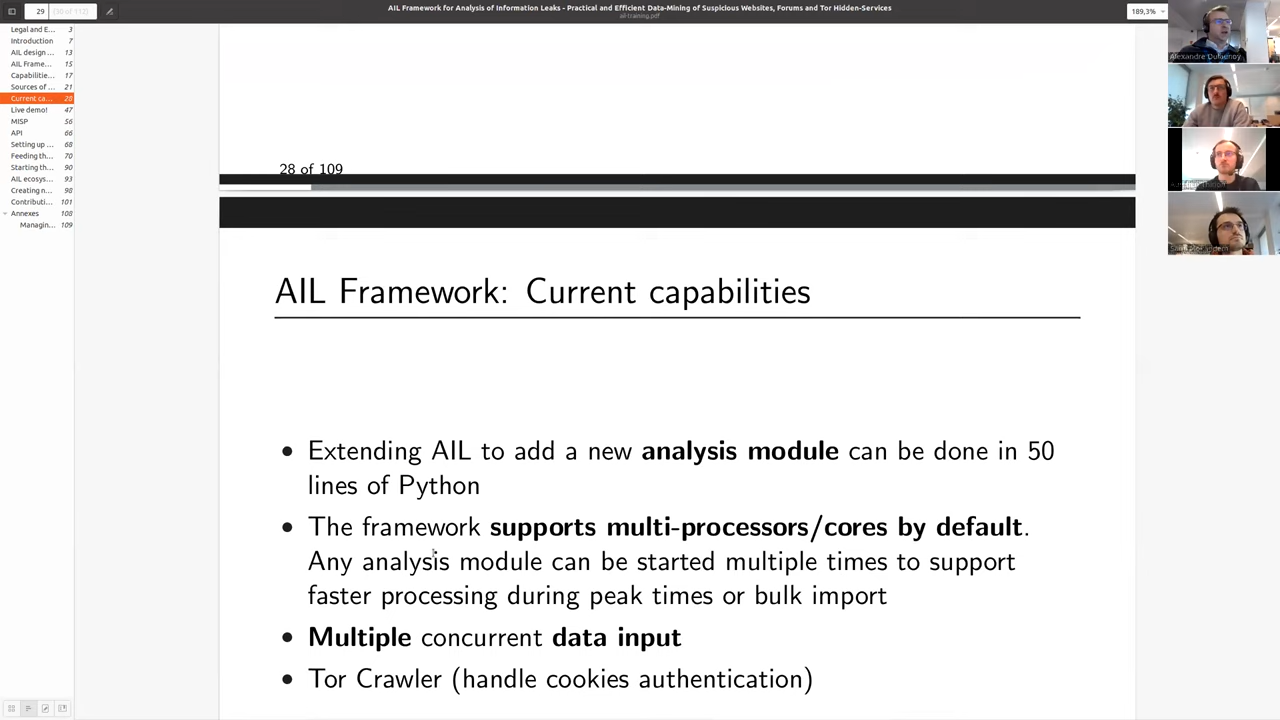 29
(30 of 112)
AIL Framework for Analysis of Information Leaks - Practical and Efficient Data-Mining of Suspicious Websites, Forums and Tor Hidden-Services
ail-training.pdf
189,3%
Legal and E... 3
Introduction 7
AIL design ... 13
AIL Frame... 15
Capabilitie... 17
Sources of ... 21
Current ca... 28
Live demo! 47
MISP 56
API 66
Setting up ... 68
Feeding th... 70
Starting th... 90
AIL ecosys... 93
Creating n... 98
Contributi... 101
Annexes 108
Managin... 109
28 of 109
AIL Framework: Current capabilities
• Extending AIL to add a new analysis module can be done in 50
lines of Python
• The framework supports multi-processors/cores by default.
Any analysis module can be started multiple times to support
faster processing during peak times or bulk import
• Multiple concurrent data input
• Tor Crawler (handle cookies authentication)
Alexandre Dulaunoy